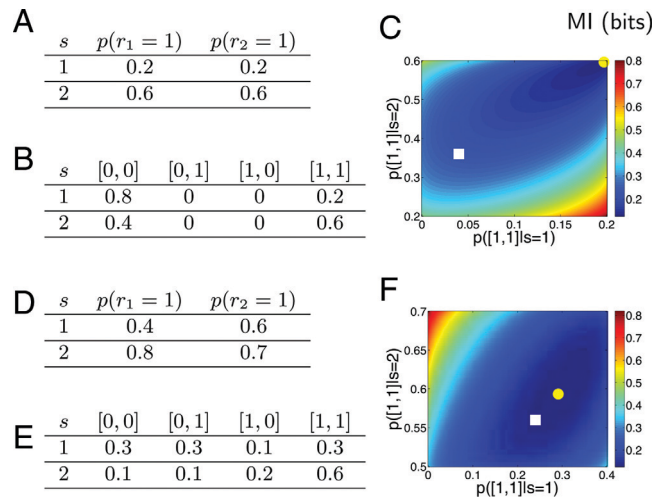 A
s p(r₁ = 1) p(r₂ = 1)
1 0.2 0.2
2 0.6 0.6
B
s [0, 0] [0, 1] [1, 0] [1, 1]
1 0.8 0 0 0.2
2 0.4 0 0 0.6
C MI (bits)
0.6
0.5
0.4
0.3
0.2
p([1,1]|s=2)
0 0.05 0.1 0.15 0.2
p([1,1]|s=1)
0.8
0.7
0.6
0.5
0.4
0.3
0.2
D
s p(r₁ = 1) p(r₂ = 1)
1 0.4 0.6
2 0.8 0.7
E
s [0, 0] [0, 1] [1, 0] [1, 1]
1 0.3 0.3 0.1 0.3
2 0.1 0.1 0.2 0.6
F
0.7
0.65
0.6
0.55
0.5
p([1,1]|s=2)
0 0.1 0.2 0.3 0.4
p([1,1]|s=1)
0.8
0.7
0.6
0.5
0.4
0.3
0.2